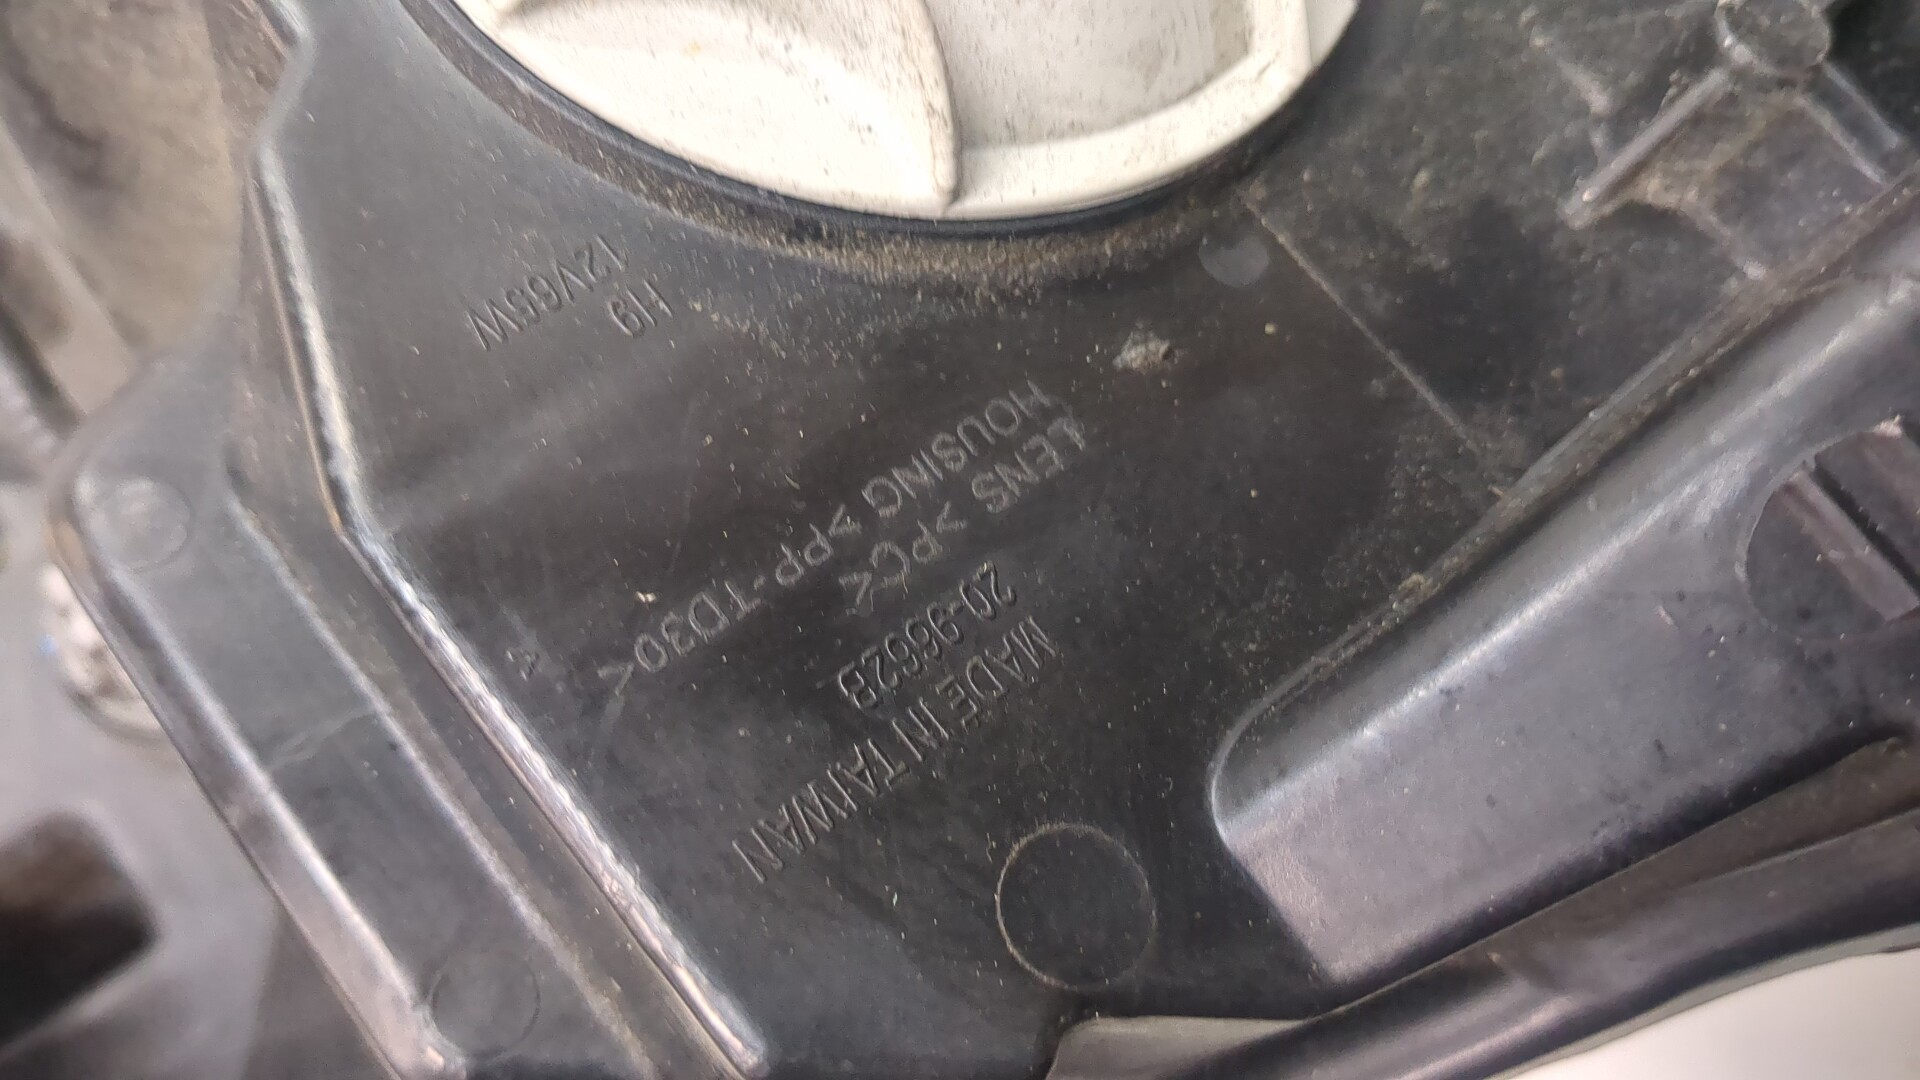 MADE IN TAIWAN
20-9662B
LENS >PC<
HOUSING >PP-TD30<
H9
12V65W